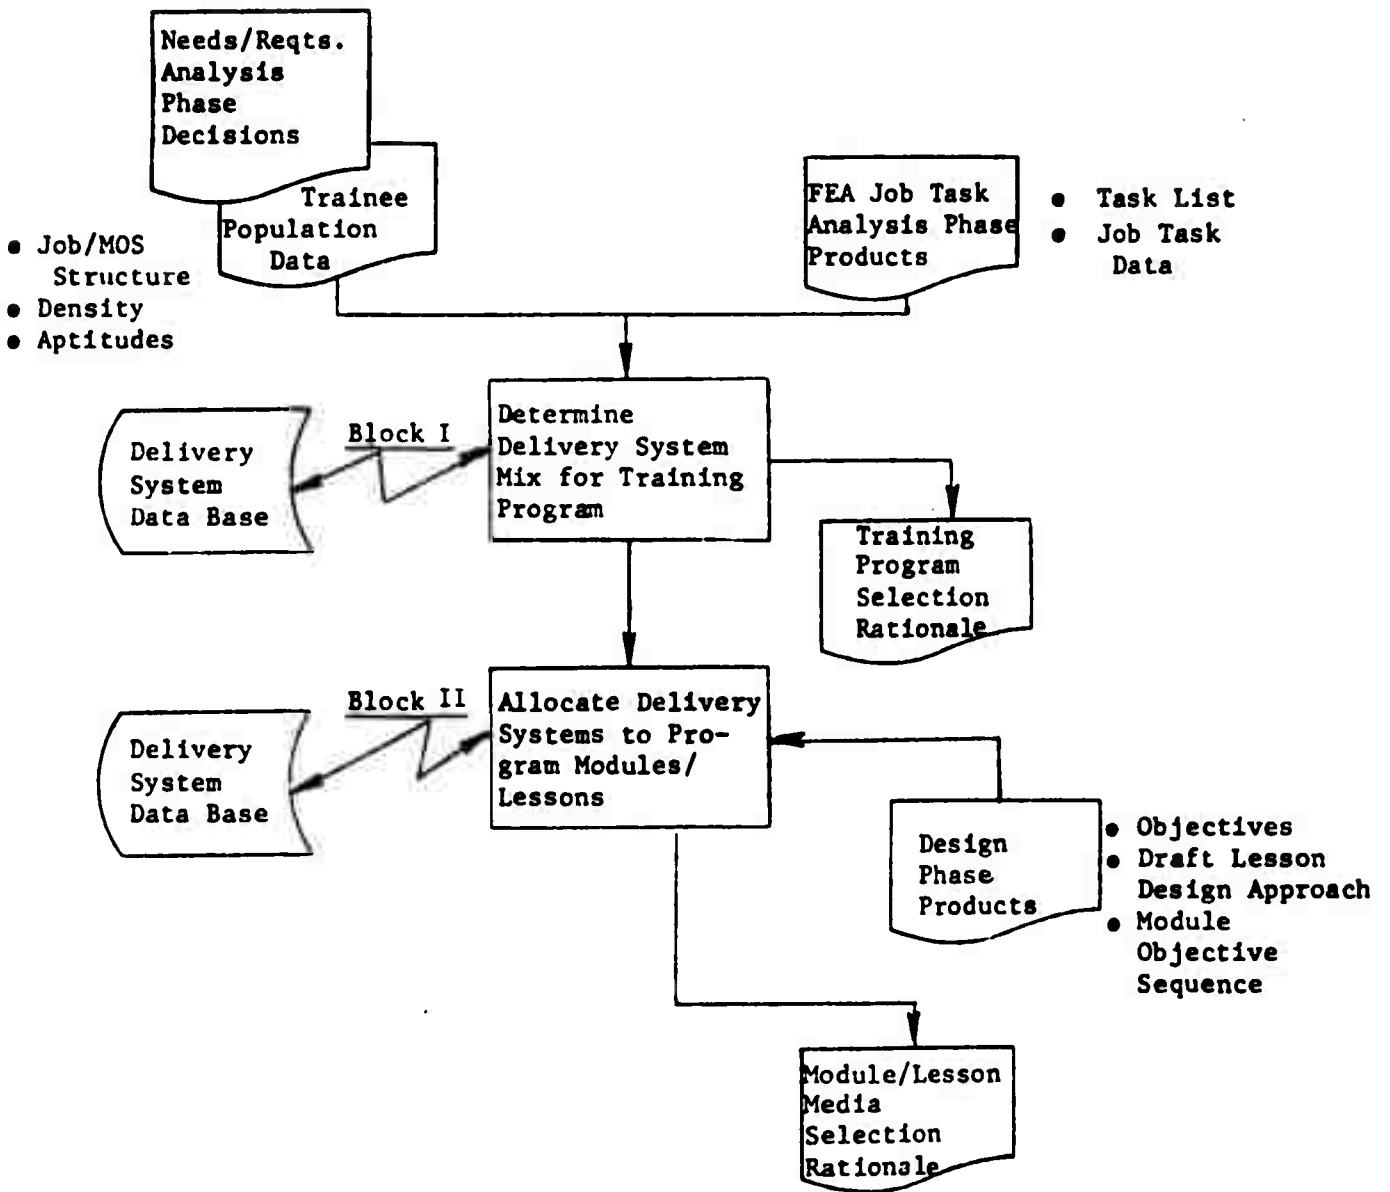 Needs/Reqts.
Analysis
Phase
Decisions
Trainee
Population
Data
● Job/MOS
Structure
● Density
● Aptitudes
FEA Job Task
Analysis Phase
Products
● Task List
● Job Task
Data
Delivery
System
Data Base
Block I
Determine
Delivery System
Mix for Training
Program
Training
Program
Selection
Rationale
Delivery
System
Data Base
Block II
Allocate Delivery
Systems to Pro-
gram Modules/
Lessons
Design
Phase
Products
● Objectives
● Draft Lesson
Design Approach
● Module
Objective
Sequence
Module/Lesson
Media
Selection
Rationale